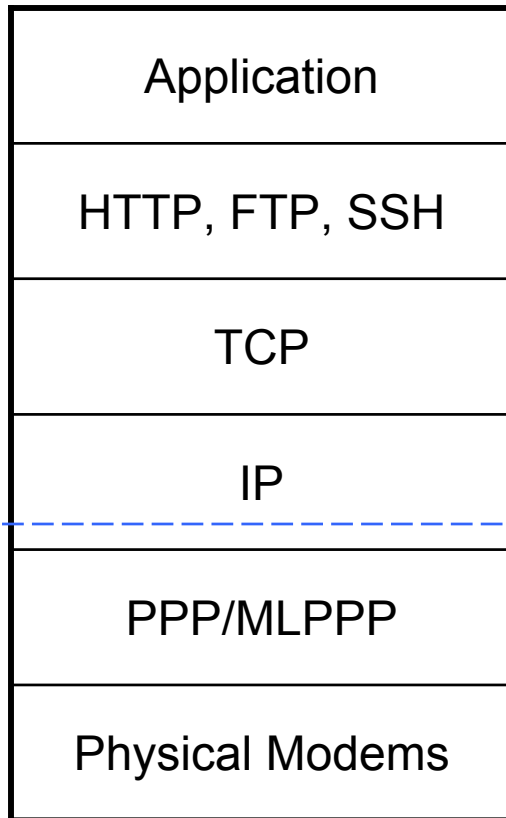 Application
HTTP, FTP, SSH
TCP
IP
PPP/MLPPP
Physical Modems